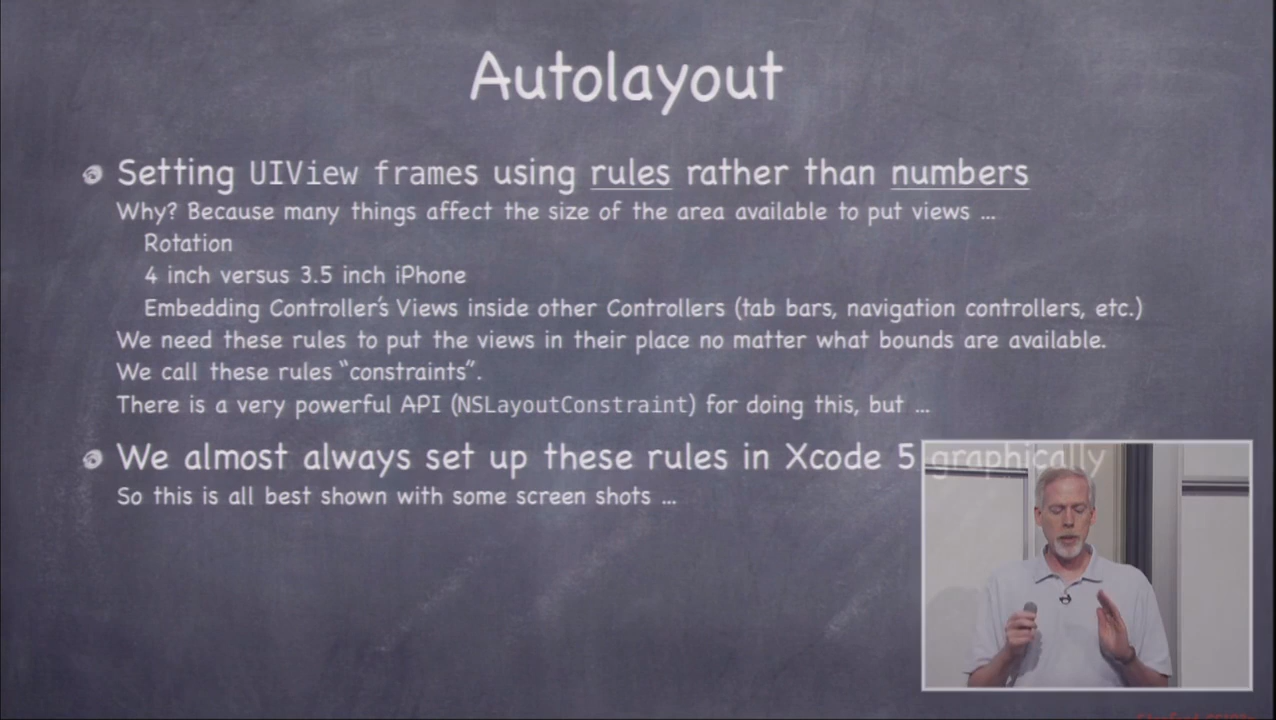 Autolayout
Setting UIView frames using rules rather than numbers
Why? Because many things affect the size of the area available to put views …
Rotation
4 inch versus 3.5 inch iPhone
Embedding Controller's Views inside other Controllers (tab bars, navigation controllers, etc.)
We need these rules to put the views in their place no matter what bounds are available.
We call these rules “constraints”.
There is a very powerful API (NSLayoutConstraint) for doing this, but …
We almost always set up these rules in Xcode 5 graphically
So this is all best shown with some screen shots …